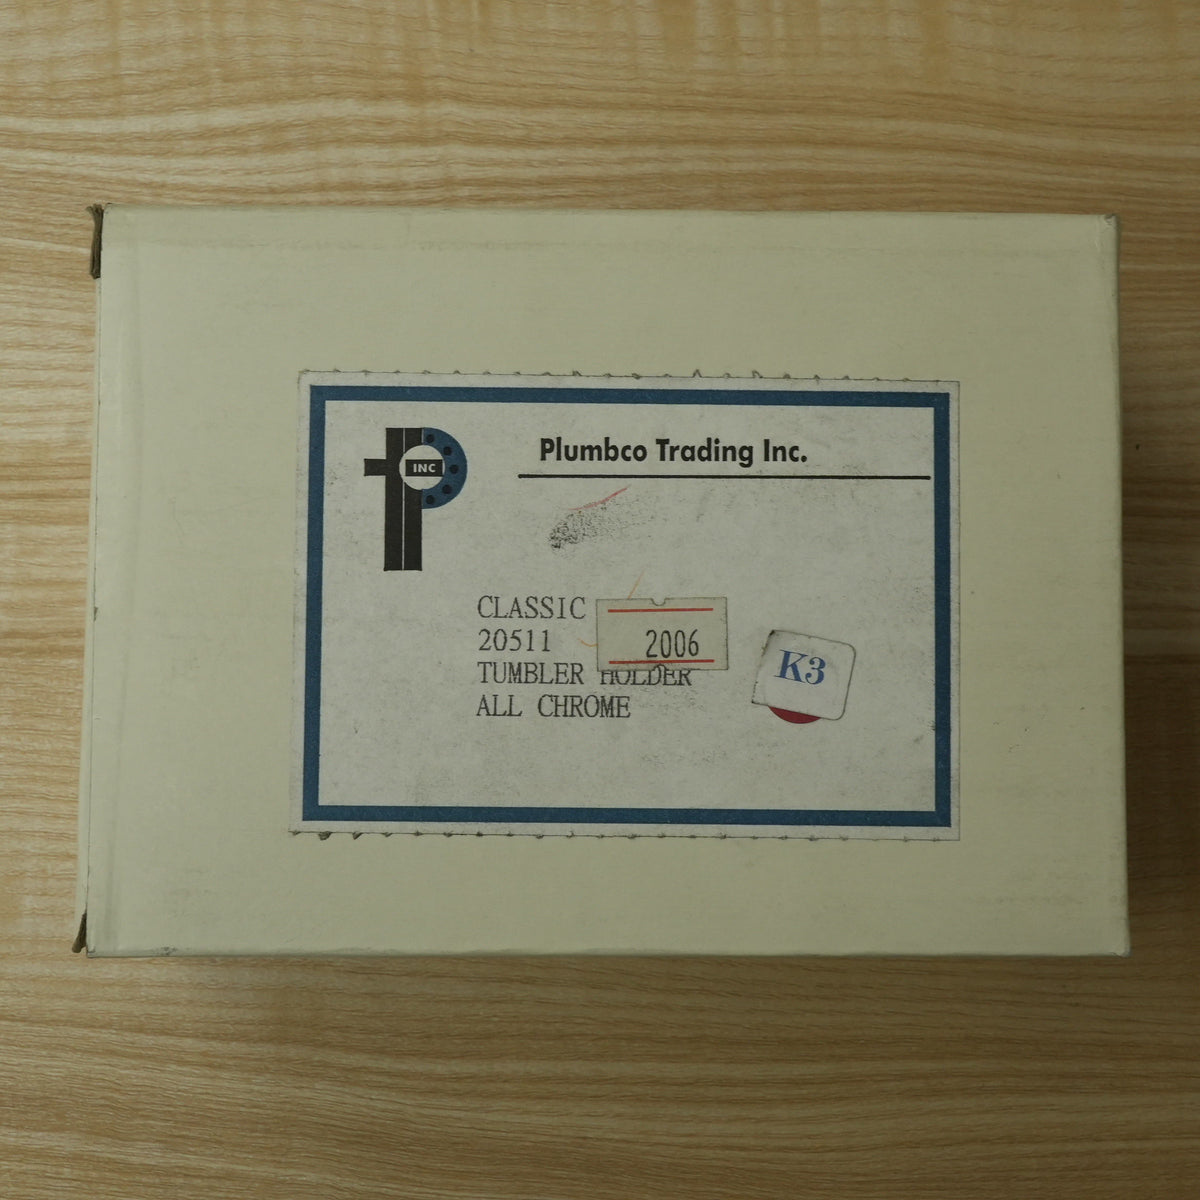 INC
Plumbco Trading Inc.
CLASSIC
20511
2006
TUMBLER HOLDER
ALL CHROME
K3